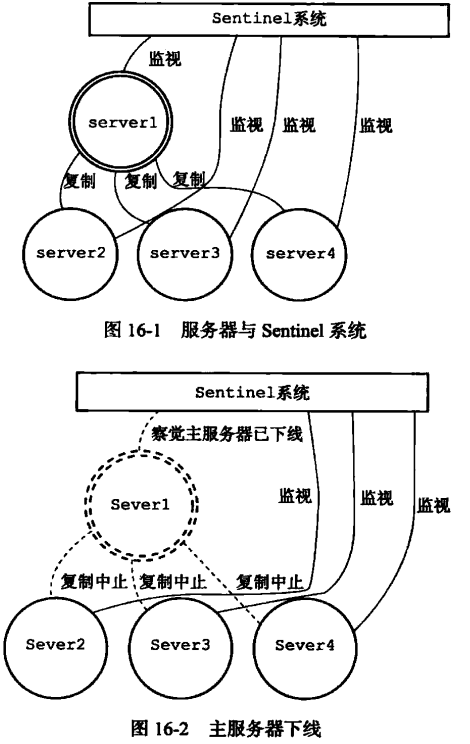 Sentinel系统
监视
server1
监视
监视
监视
复制
复制
复制
server2
server3
server4
图 16-1 服务器与 Sentinel 系统
Sentinel系统
察觉主服务器已下线
Sever1
监视
监视
监视
复制中止
复制中止
复制中止
Sever2
Sever3
Sever4
图 16-2 主服务器下线